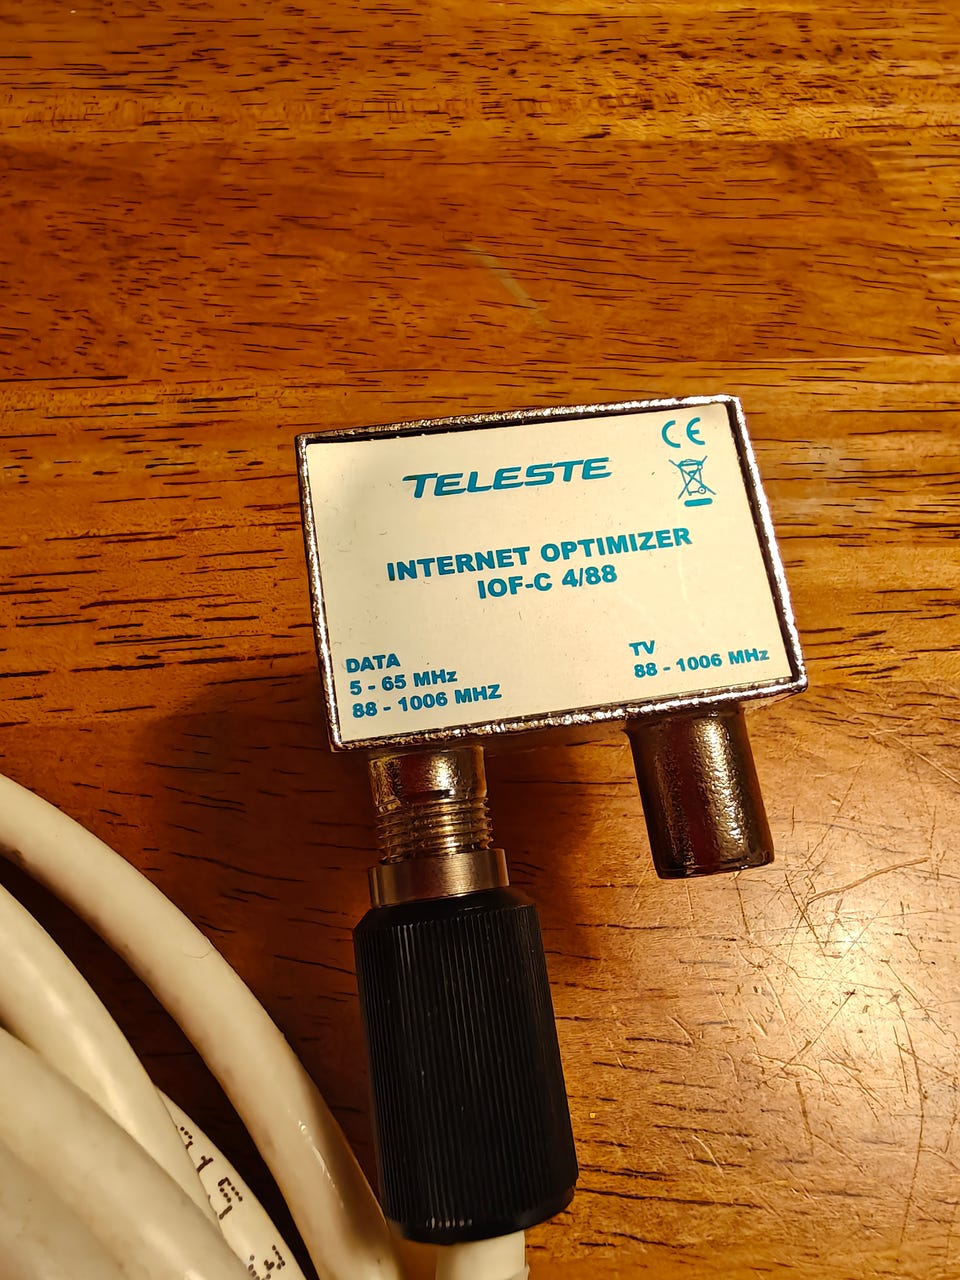 CE
TELESTE
INTERNET OPTIMIZER
IOF-C 4/88
DATA
5 - 65 MHz
88 - 1006 MHZ
TV
88 - 1006 MHz